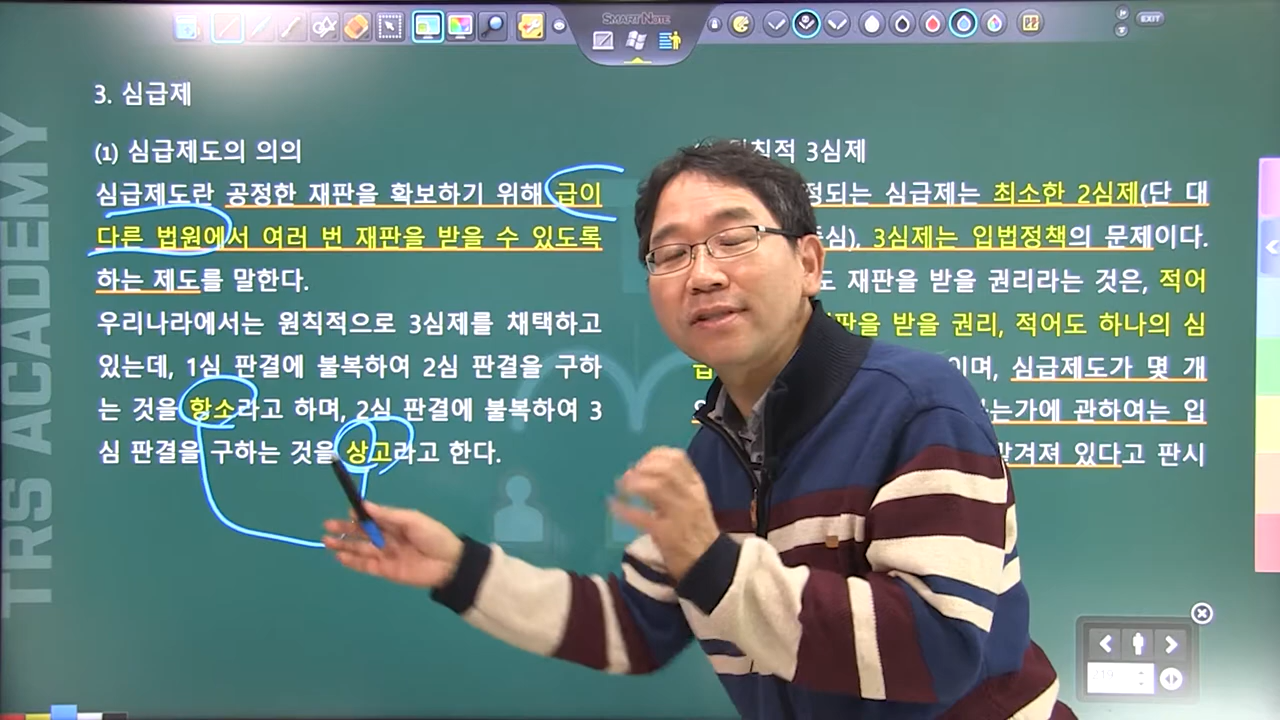 SMART NOTE
EXIT
3. 심급제
(1) 심급제도의 의의
심급제도란 공정한 재판을 확보하기 위해 급이
다른 법원에서 여러 번 재판을 받을 수 있도록
하는 제도를 말한다.
우리나라에서는 원칙적으로 3심제를 채택하고
있는데, 1심 판결에 불복하여 2심 판결을 구하
는 것을 항소라고 하며, 2심 판결에 불복하여 3
심 판결을 구하는 것을 상고라고 한다.
3심제
되는 심급제는 최소한 2심제(단 대
심), 3심제는 입법정책의 문제이다.
재판을 받을 권리라는 것은, 적어
받을 권리, 적어도 하나의 심
이며, 심급제도가 몇 개
는가에 관하여는 입
겨져 있다고 판시
TRS ACADEMY